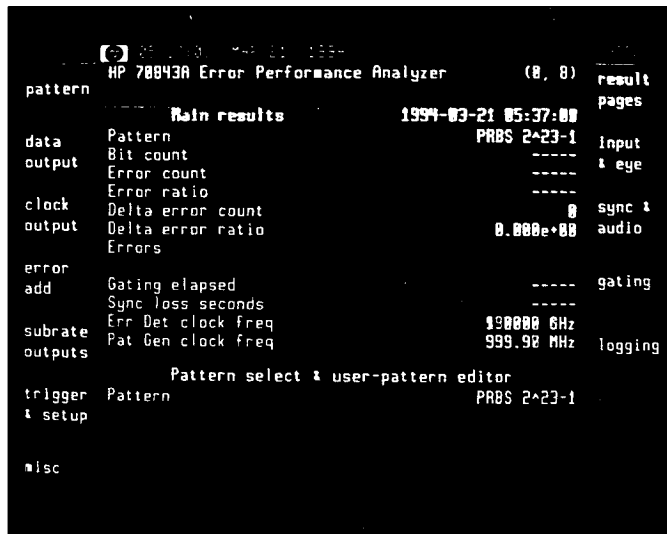 hp
HP 70843A Error Performance Analyzer (0, 8)
pattern
result
pages
Main results 1994-03-21 05:37:
data
output
Pattern PRBS 2^23-1
input
& eye
Bit count -----
Error count -----
Error ratio -----
clock
output
Delta error count 0
sync &
audio
Delta error ratio 0.000e+00
Errors
error
add
Gating elapsed -----
gating
Sync loss seconds -----
subrate
outputs
Err Det clock freq GHz
Pat Gen clock freq 999.98 MHz
logging
Pattern select & user-pattern editor
trigger
& setup
Pattern PRBS 2^23-1
misc